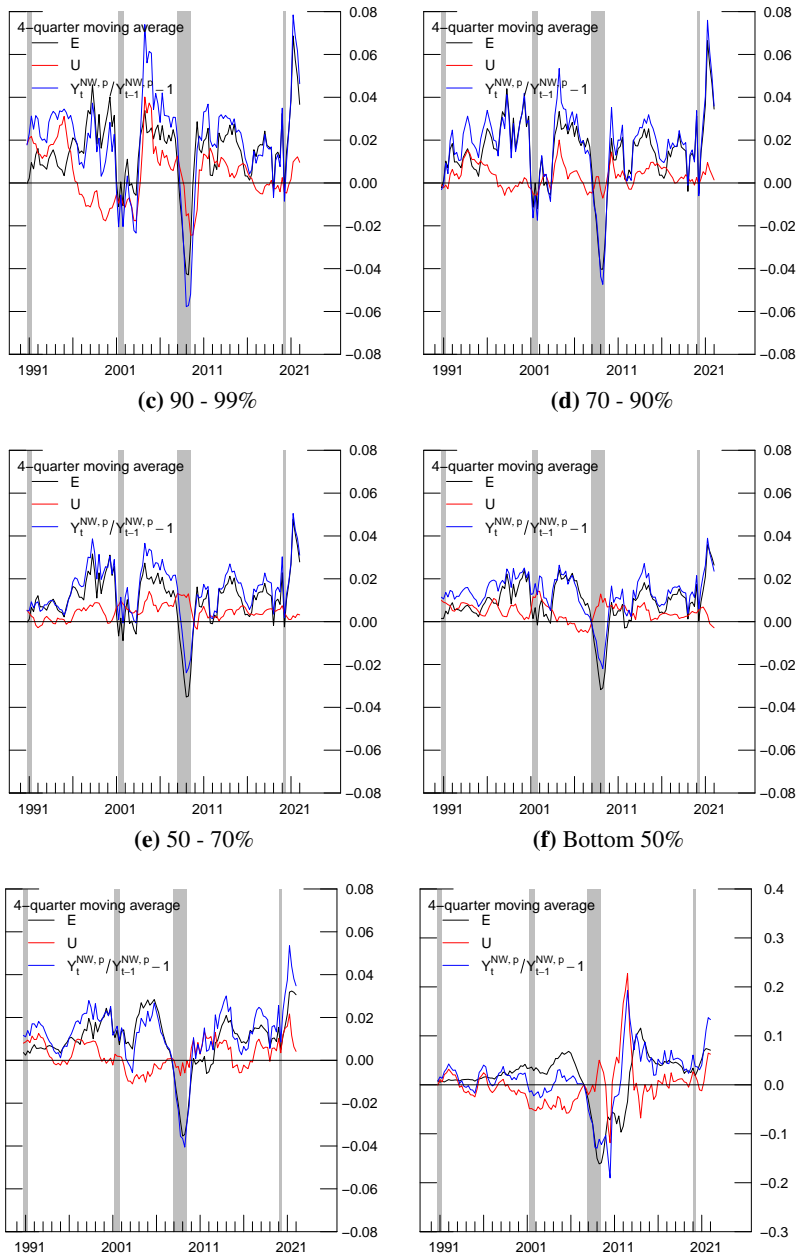 4−quarter moving average
E
U
Y_t^{NW, p}/Y_{t−1}^{NW, p} − 1
0.08
0.06
0.04
0.02
0.00
−0.02
−0.04
−0.06
−0.08
1991 2001 2011 2021
4−quarter moving average
E
U
Y_t^{NW, p}/Y_{t−1}^{NW, p} − 1
0.08
0.06
0.04
0.02
0.00
−0.02
−0.04
−0.06
−0.08
1991 2001 2011 2021
(c) 90 - 99%
(d) 70 - 90%
4−quarter moving average
E
U
Y_t^{NW, p}/Y_{t−1}^{NW, p} − 1
0.08
0.06
0.04
0.02
0.00
−0.02
−0.04
−0.06
−0.08
1991 2001 2011 2021
4−quarter moving average
E
U
Y_t^{NW, p}/Y_{t−1}^{NW, p} − 1
0.08
0.06
0.04
0.02
0.00
−0.02
−0.04
−0.06
−0.08
1991 2001 2011 2021
(e) 50 - 70%
(f) Bottom 50%
4−quarter moving average
E
U
Y_t^{NW, p}/Y_{t−1}^{NW, p} − 1
0.08
0.06
0.04
0.02
0.00
−0.02
−0.04
−0.06
−0.08
1991 2001 2011 2021
4−quarter moving average
E
U
Y_t^{NW, p}/Y_{t−1}^{NW, p} − 1
0.4
0.3
0.2
0.1
0.0
−0.1
−0.2
−0.3
1991 2001 2011 2021